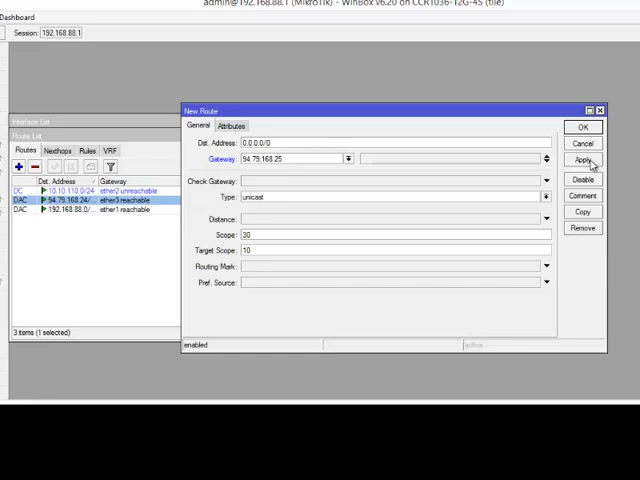 admin@192.168.88.1 (MikroTik) - WinBox v6.20 on CCR1036-12G-4S (tile)
Dashboard
Session: 192.168.88.1
Interface List
Route List
Routes Nexthops Rules VRF
Dst. Address Gateway
DC 10.10.110.0/24 ether2 unreachable
DAC 94.79.168.24/... ether3 reachable
DAC 192.168.88.0/... ether1 reachable
3 items (1 selected)
New Route
General Attributes
Dst. Address: 0.0.0.0/0
Gateway: 94.79.168.25
Check Gateway:
Type: unicast
Distance:
Scope: 30
Target Scope: 10
Routing Mark:
Pref. Source:
OK
Cancel
Apply
Disable
Comment
Copy
Remove
enabled
active